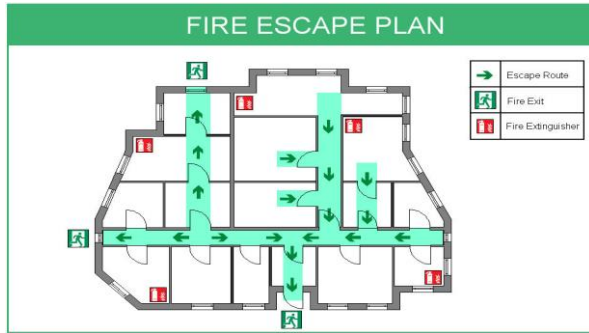 FIRE ESCAPE PLAN
Escape Route
Fire Exit
Fire Extinguisher